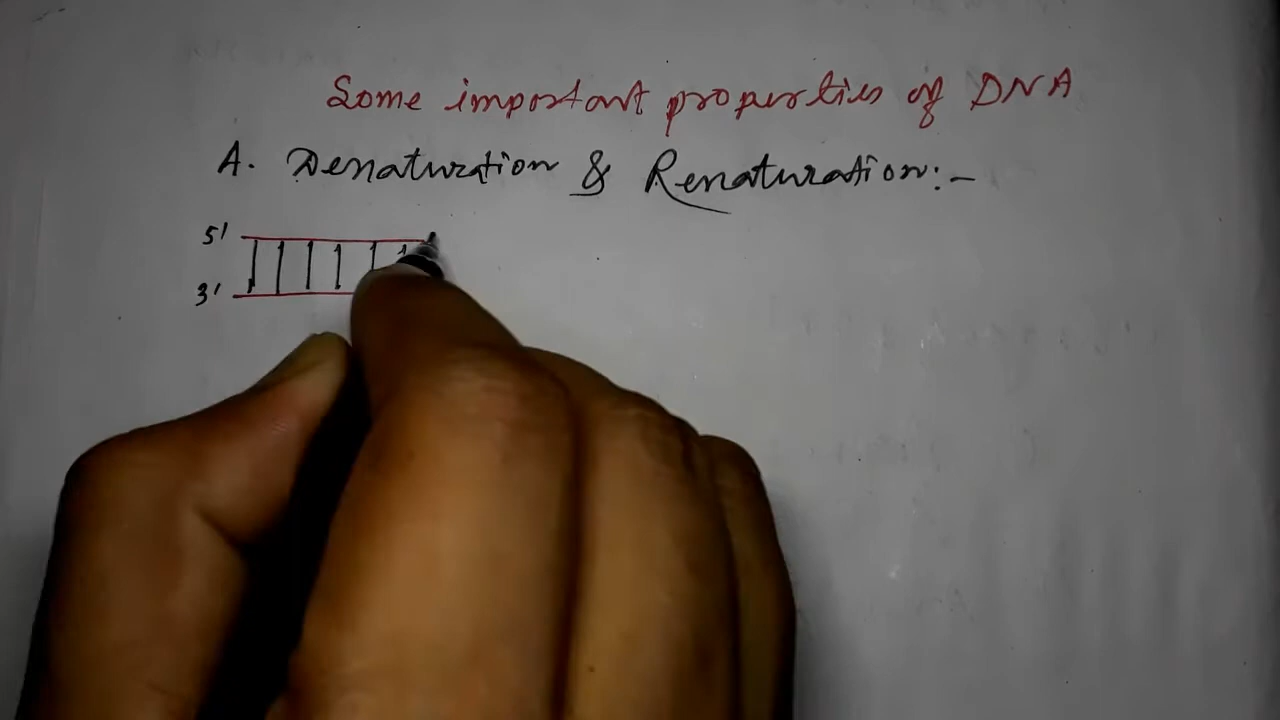 Some important properties of DNA
A. Denaturation & Renaturation:-
5'
3'